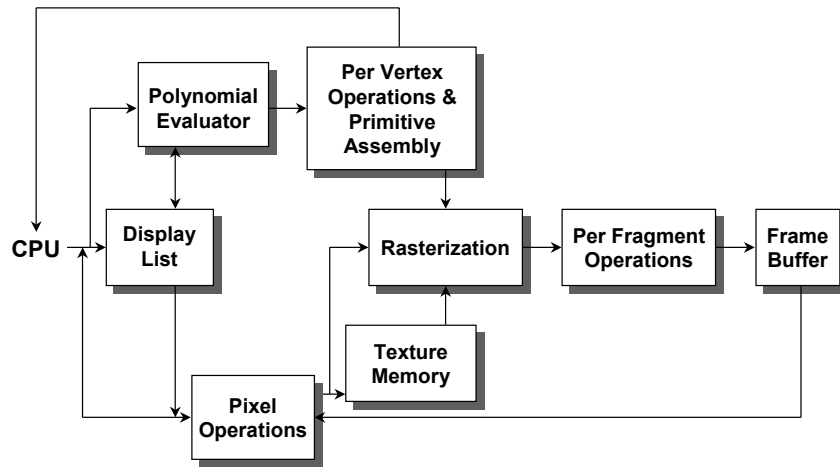 Per Vertex
Operations &
Primitive
Assembly
Polynomial
Evaluator
CPU
Display
List
Rasterization
Per Fragment
Operations
Frame
Buffer
Texture
Memory
Pixel
Operations